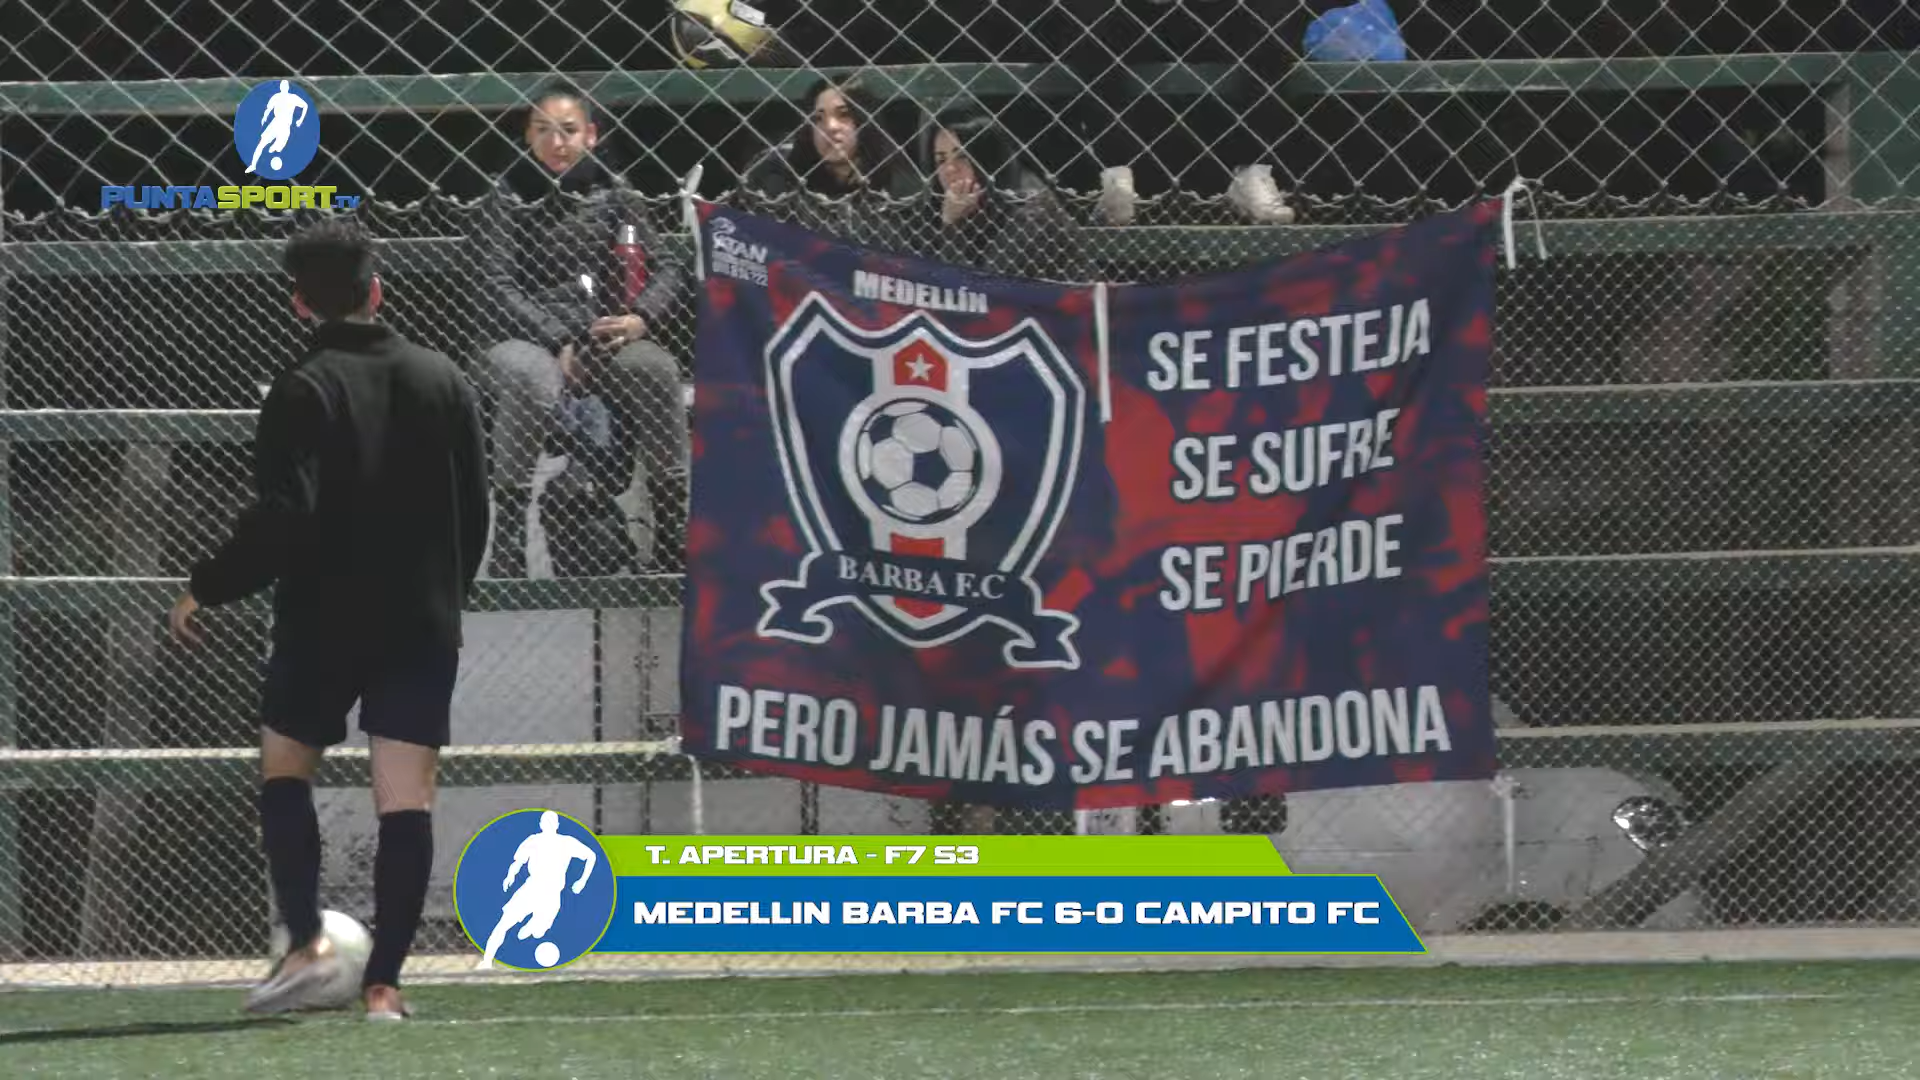 PUNTASPORT TV
MEDELLÍN
BARBA F.C
SE FESTEJA
SE SUFRE
SE PIERDE
PERO JAMÁS SE ABANDONA
T. APERTURA - F7 S3
MEDELLIN BARBA FC 6-0 CAMPITO FC